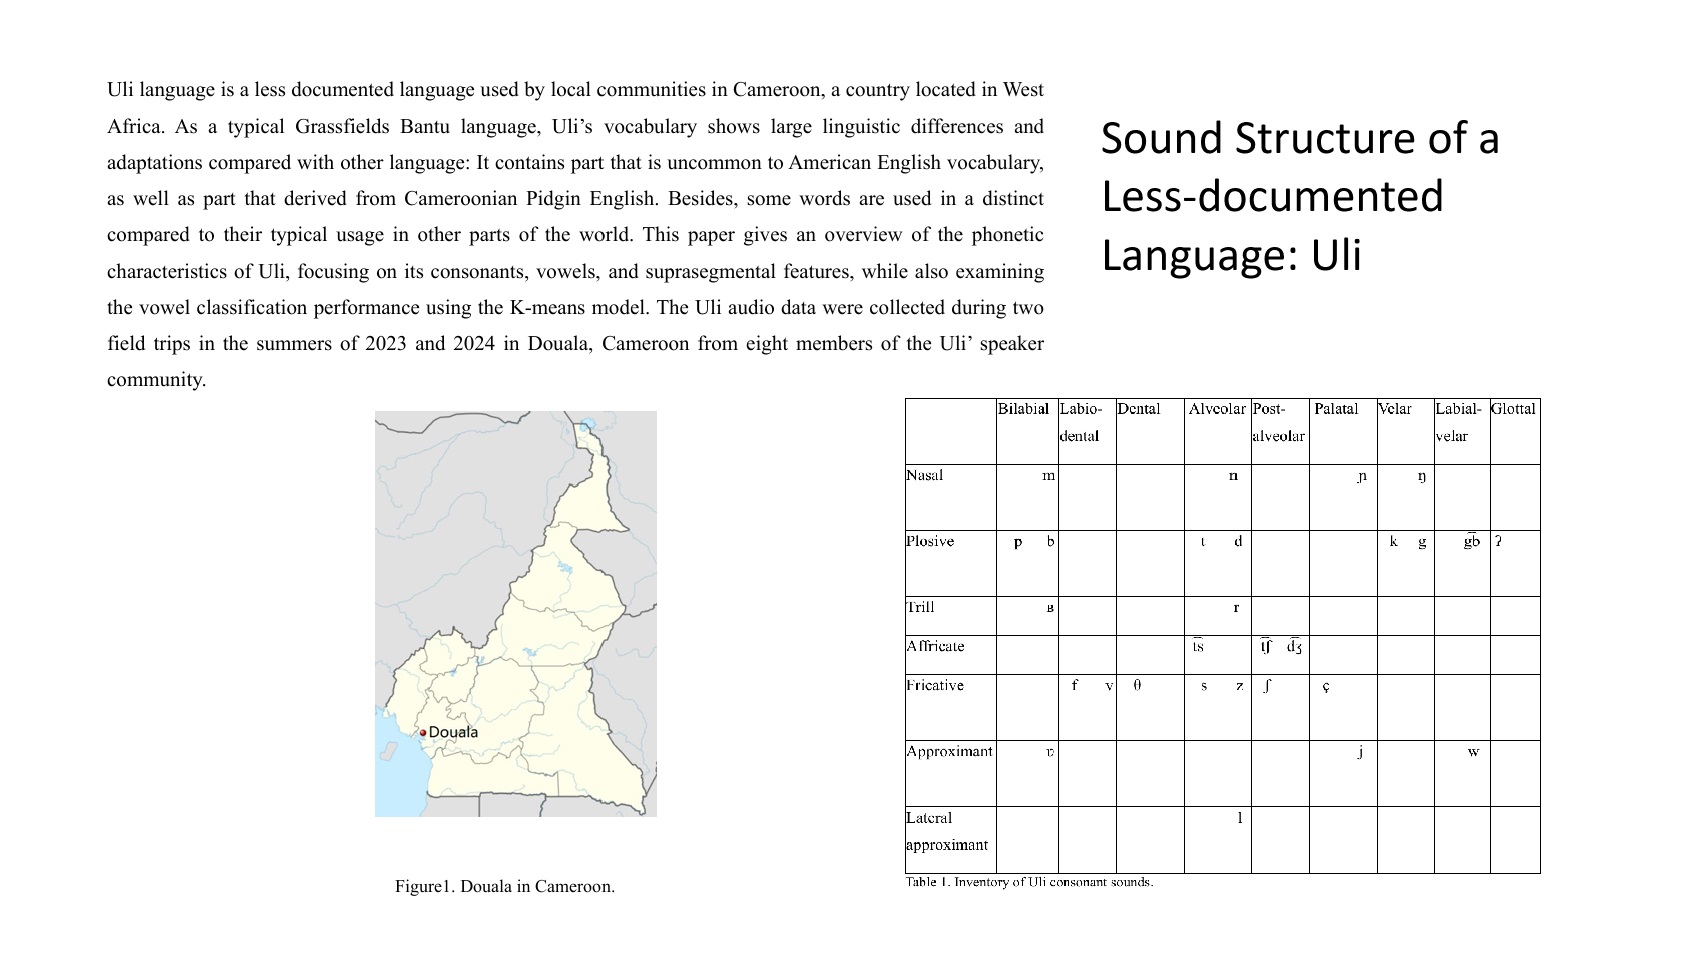 Uli language is a less documented language used by local communities in Cameroon, a country located in West
Africa. As a typical Grassfields Bantu language, Uli’s vocabulary shows large linguistic differences and
adaptations compared with other language: It contains part that is uncommon to American English vocabulary,
as well as part that derived from Cameroonian Pidgin English. Besides, some words are used in a distinct
compared to their typical usage in other parts of the world. This paper gives an overview of the phonetic
characteristics of Uli, focusing on its consonants, vowels, and suprasegmental features, while also examining
the vowel classification performance using the K-means model. The Uli audio data were collected during two
field trips in the summers of 2023 and 2024 in Douala, Cameroon from eight members of the Uli’ speaker
community.
Sound Structure of a
Less-documented
Language: Uli
Douala
Figure1. Douala in Cameroon.
Bilabial Labio-dental Dental Alveolar Post-alveolar Palatal Velar Labial-velar Glottal
Nasal m n ɲ ŋ
Plosive p b t d k g g͡b ʔ
Trill ʙ r
Affricate t͡s t͡ʃ d͡ʒ
Fricative f v θ s z ʃ ç
Approximant ʋ j w
Lateral approximant l
Table 1. Inventory of Uli consonant sounds.